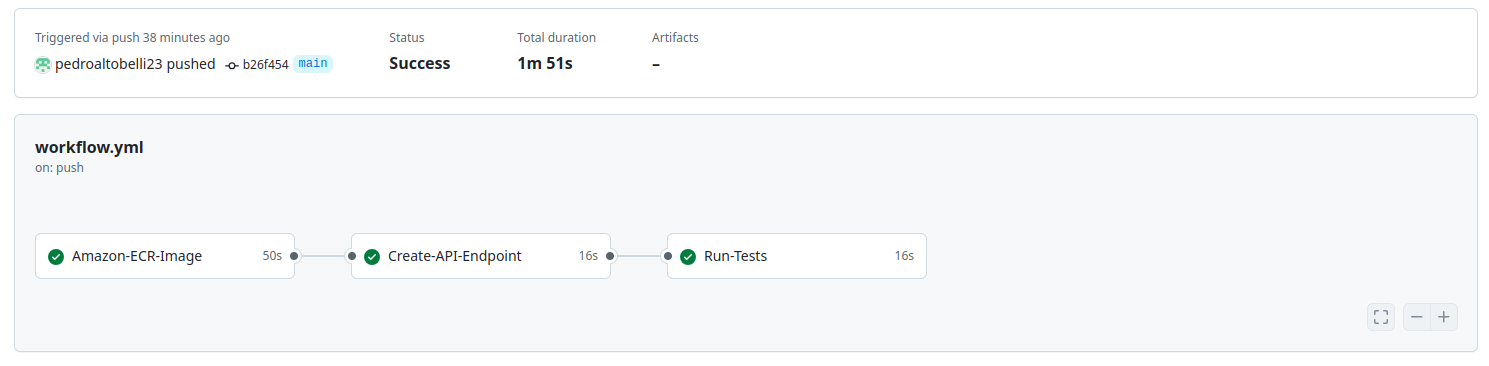 Triggered via push 38 minutes ago
pedroaltobelli23 pushed b26f454 main
Status
Success
Total duration
1m 51s
Artifacts
–
workflow.yml
on: push
Amazon-ECR-Image 50s
Create-API-Endpoint 16s
Run-Tests 16s